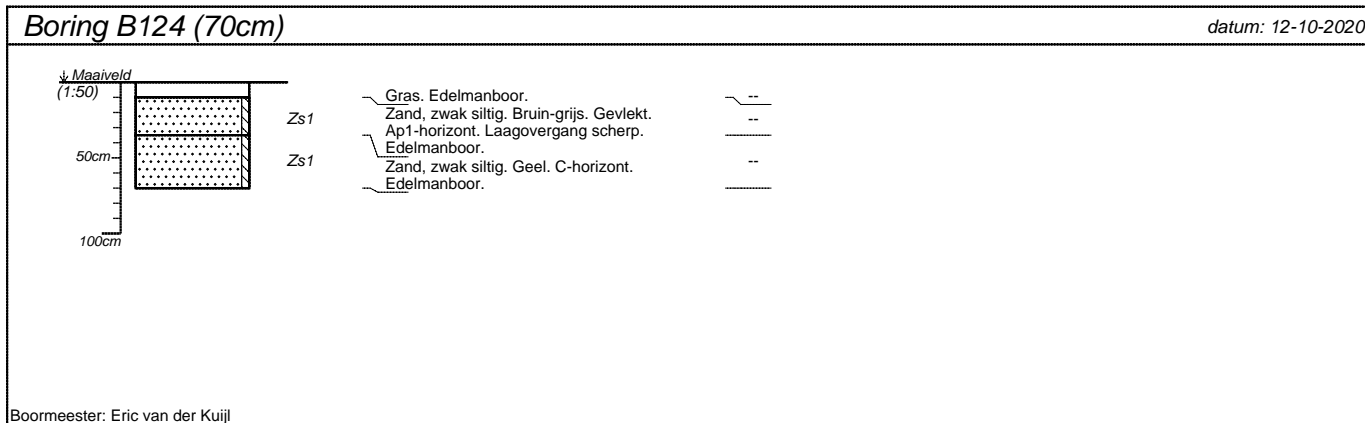 Boring B124 (70cm)
datum: 12-10-2020
Maaiveld
(1:50)
Gras. Edelmanboor.
--
Zs1
Zand, zwak siltig. Bruin-grijs. Gevlekt.
Ap1-horizont. Laagovergang scherp.
Edelmanboor.
--
50cm
Zs1
Zand, zwak siltig. Geel. C-horizont.
Edelmanboor.
--
100cm
Boormeester: Eric van der Kuijl